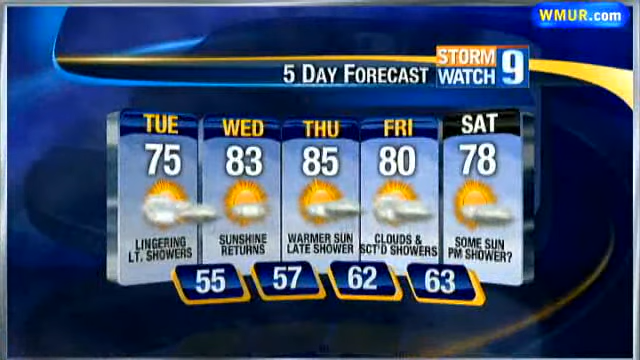 WMUR.com
5 DAY FORECAST
STORM
WATCH 9
TUE
75
LINGERING
LT. SHOWERS
WED
83
SUNSHINE
RETURNS
THU
85
WARMER SUN
LATE SHOWER
FRI
80
CLOUDS &
SCT'D SHOWERS
SAT
78
SOME SUN
PM SHOWER?
55
57
62
63